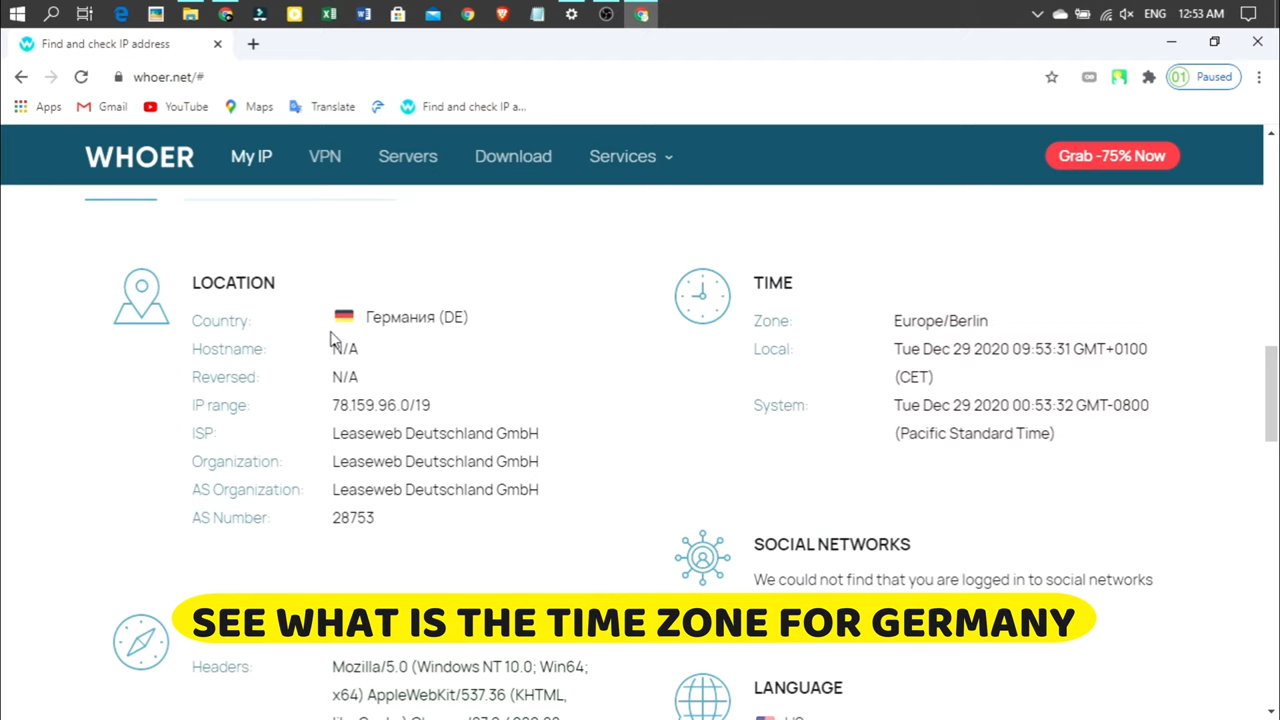 ENG 12:53 AM
Find and check IP address
whoer.net/#
01 Paused
Apps Gmail YouTube Maps Translate Find and check IP a...
WHOER My IP VPN Servers Download Services Grab -75% Now
LOCATION
Country: Германия (DE)
Hostname: N/A
Reversed: N/A
IP range: 78.159.96.0/19
ISP: Leaseweb Deutschland GmbH
Organization: Leaseweb Deutschland GmbH
AS Organization: Leaseweb Deutschland GmbH
AS Number: 28753
TIME
Zone: Europe/Berlin
Local: Tue Dec 29 2020 09:53:31 GMT+0100
(CET)
System: Tue Dec 29 2020 00:53:32 GMT-0800
(Pacific Standard Time)
SOCIAL NETWORKS
We could not find that you are logged in to social networks
SEE WHAT IS THE TIME ZONE FOR GERMANY
Headers: Mozilla/5.0 (Windows NT 10.0; Win64;
x64) AppleWebKit/537.36 (KHTML,
LANGUAGE